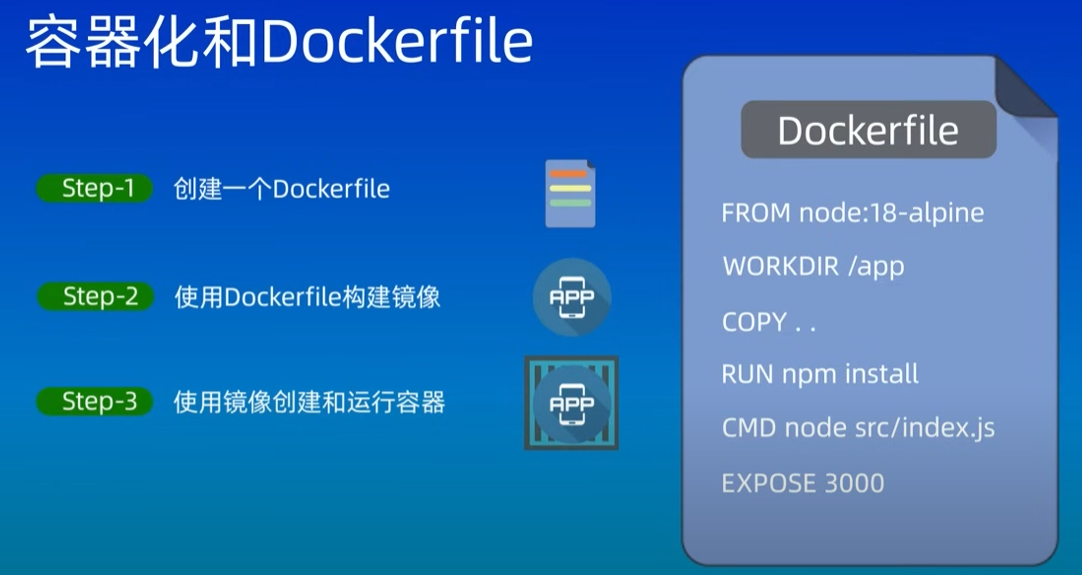 容器化和Dockerfile
Step-1 创建一个Dockerfile
Step-2 使用Dockerfile构建镜像
APP
Step-3 使用镜像创建和运行容器
APP
Dockerfile
FROM node:18-alpine
WORKDIR /app
COPY . .
RUN npm install
CMD node src/index.js
EXPOSE 3000